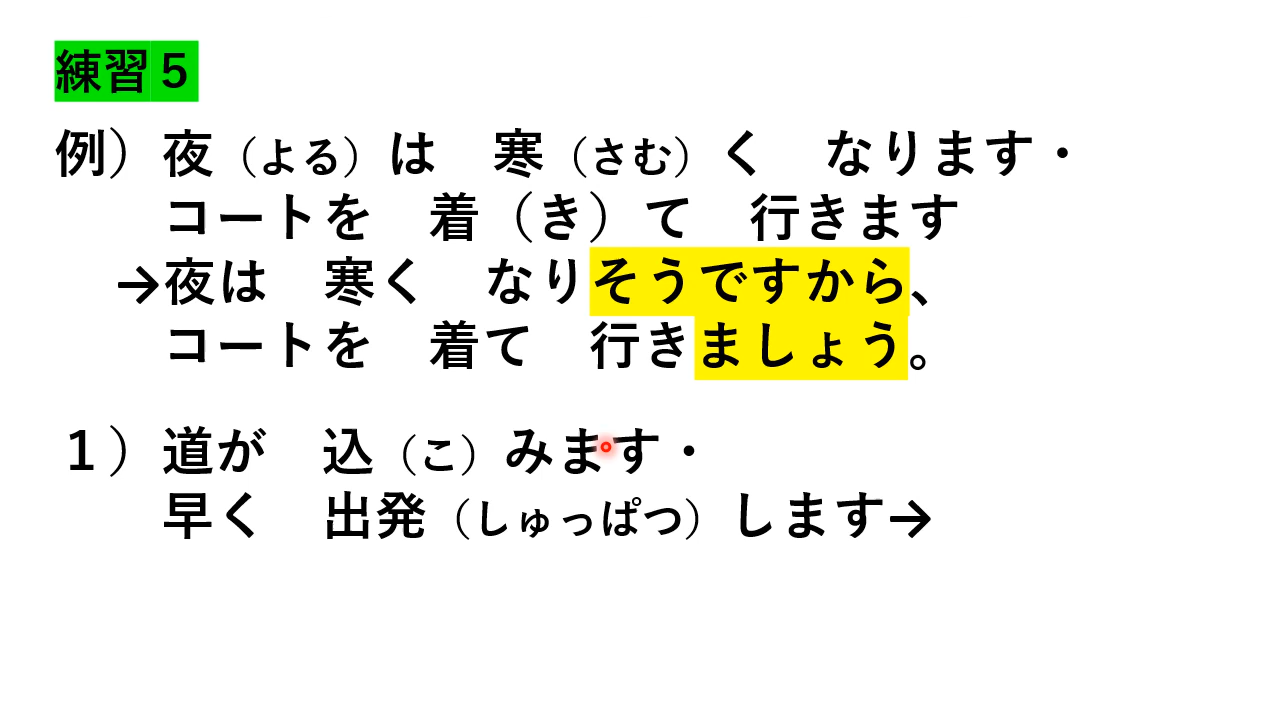 練習５
例）夜（よる）は　寒（さむ）く　なります・
コートを　着（き）て　行きます
→夜は　寒く　なりそうですから、
コートを　着て　行きましょう。
１）道が　込（こ）みます・
早く　出発（しゅっぱつ）します→